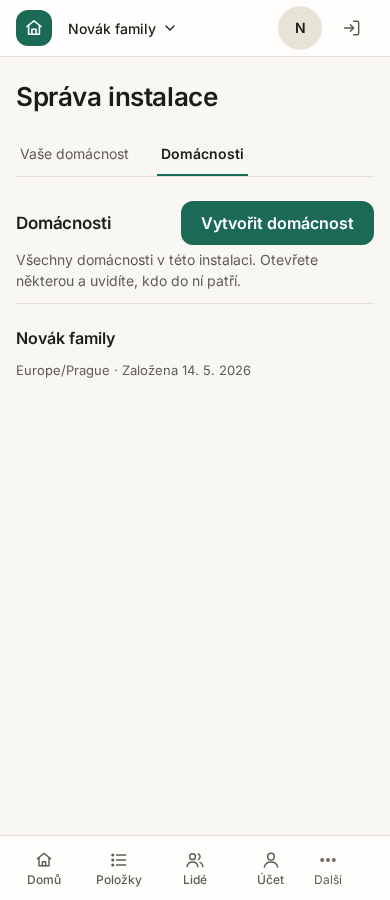 Novák family
N
Správa instalace
Vaše domácnost
Domácnosti
Domácnosti
Vytvořit domácnost
Všechny domácnosti v této instalaci. Otevřete
některou a uvidíte, kdo do ní patří.
Novák family
Europe/Prague · Založena 14. 5. 2026
Domů
Položky
Lidé
Účet
Další